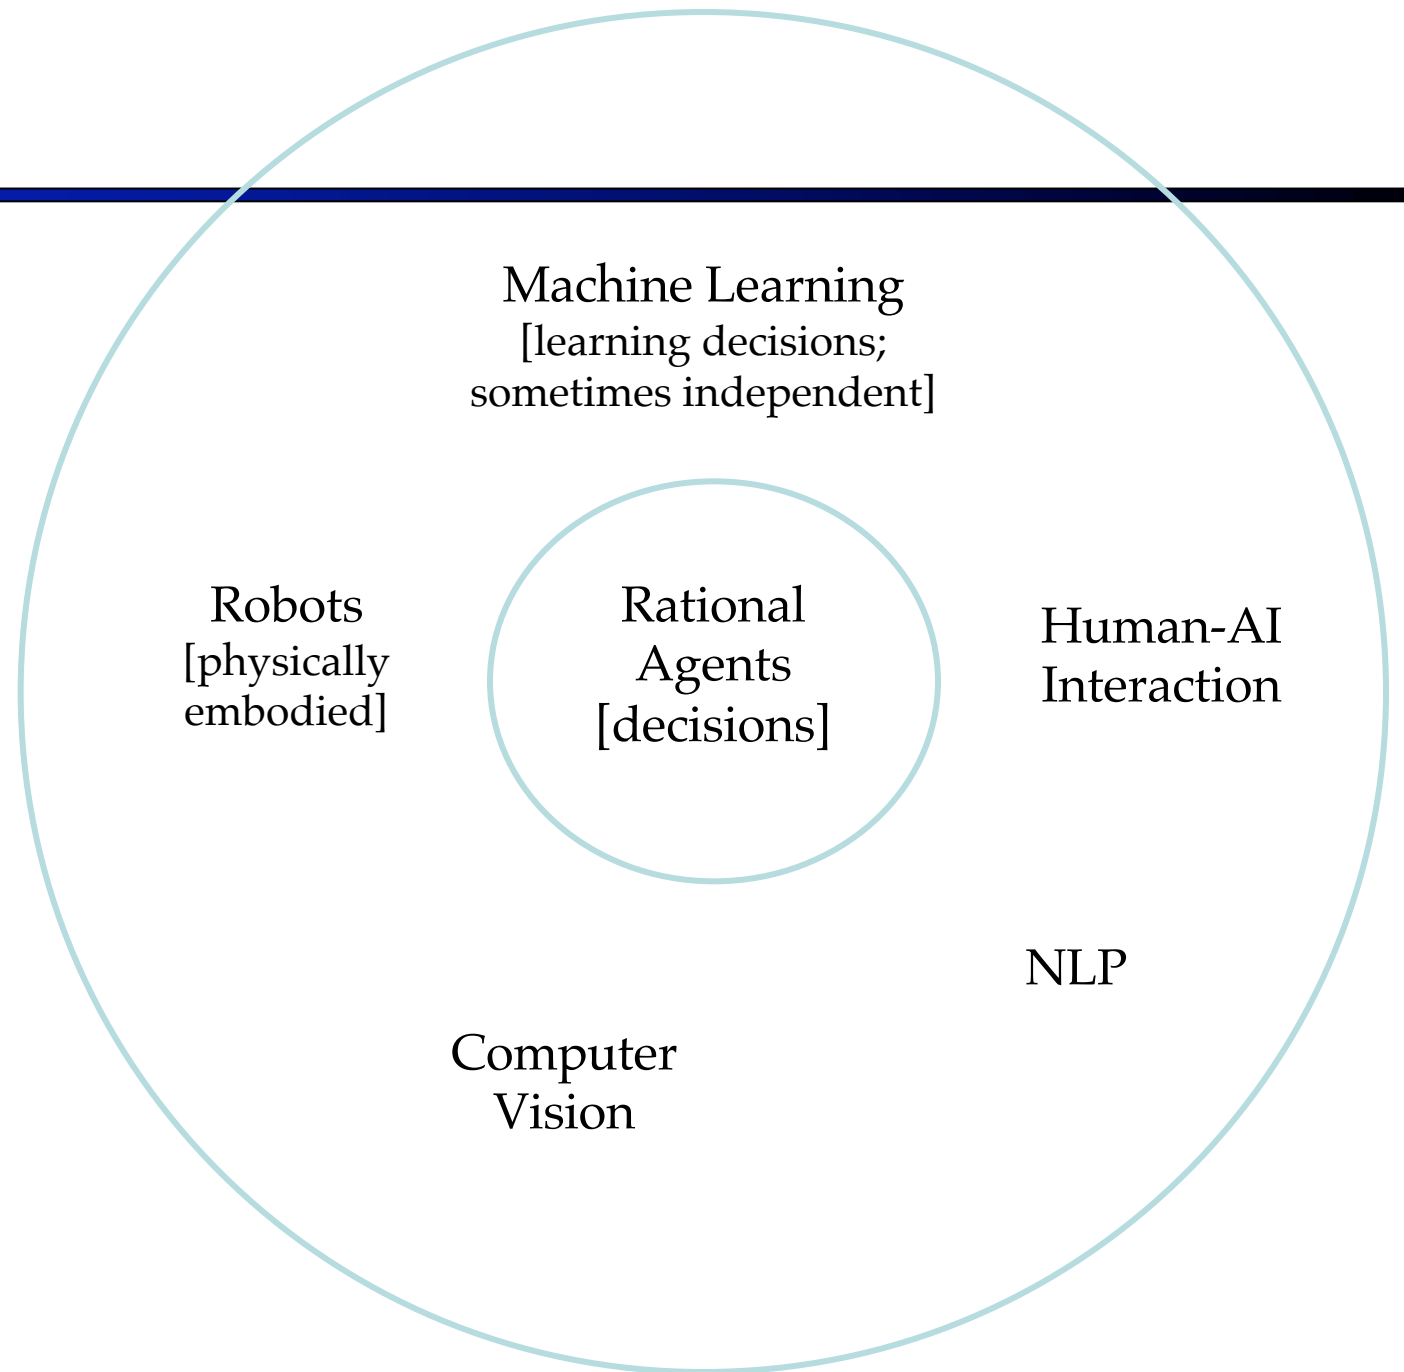 Machine Learning
[learning decisions;
sometimes independent]
Robots
[physically
embodied]
Rational
Agents
[decisions]
Human-AI
Interaction
NLP
Computer
Vision